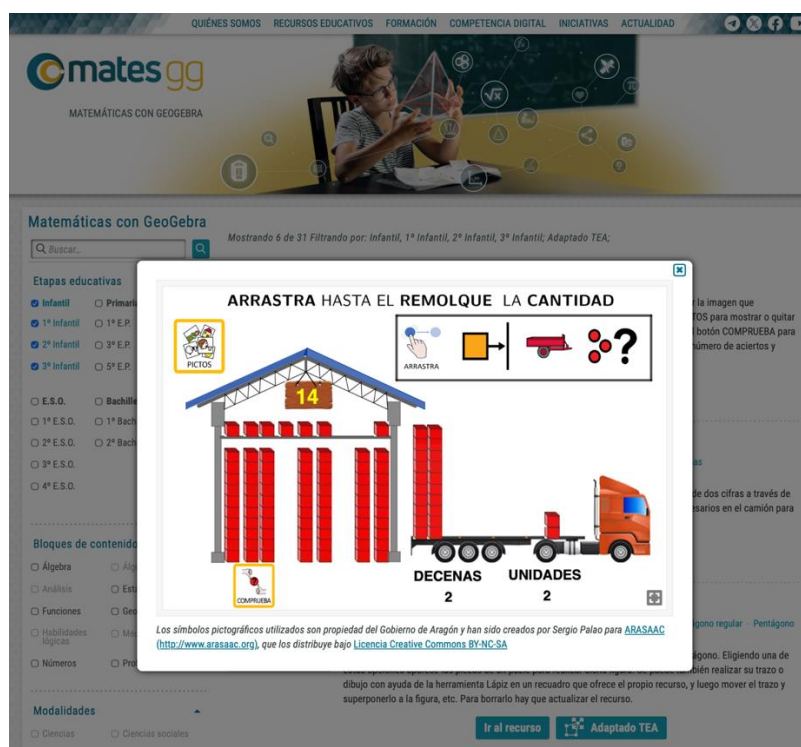 QUIÉNES SOMOS RECURSOS EDUCATIVOS FORMACIÓN COMPETENCIA DIGITAL INICIATIVAS ACTUALIDAD
mates gg
MATEMÁTICAS CON GEOGEBRA
Matemáticas con GeoGebra
Buscar...
Mostrando 6 de 31 Filtrando por: Infantil, 1º Infantil, 2º Infantil, 3º Infantil; Adaptado TEA;
Etapas educativas
Infantil
Primaria
1º Infantil
1º E.P.
2º Infantil
3º E.P.
3º Infantil
5º E.P.
E.S.O.
Bachille
1º E.S.O.
1º Bach
2º E.S.O.
2º Bach
3º E.S.O.
4º E.S.O.
Bloques de contenido
Álgebra
Análisis
Esta
Funciones
Geo
Habilidades
lógicas
Números
Pro
Modalidades
Ciencias
Ciencias sociales
ARRASTRA HASTA EL REMOLQUE LA CANTIDAD
PICTOS
ARRASTRA
?
14
COMPRUEBA
DECENAS
UNIDADES
2
2
Los símbolos pictográficos utilizados son propiedad del Gobierno de Aragón y han sido creados por Sergio Palao para ARASAAC
(http://www.arasaac.org), que los distribuye bajo Licencia Creative Commons BY-NC-SA
r la imagen que
TOS para mostrar o quitar
l botón COMPRUEBA para
número de aciertos y
as
de dos cifras a través de
esarios en el camión para
gono regular · Pentágono
ágono. Eligiendo una de
bién realizar su trazo o
dibujo con ayuda de la herramienta Lápiz en un recuadro que ofrece el propio recurso, y luego mover el trazo y
superponerlo a la figura, etc. Para borrarlo hay que actualizar el recurso.
Ir al recurso
Adaptado TEA